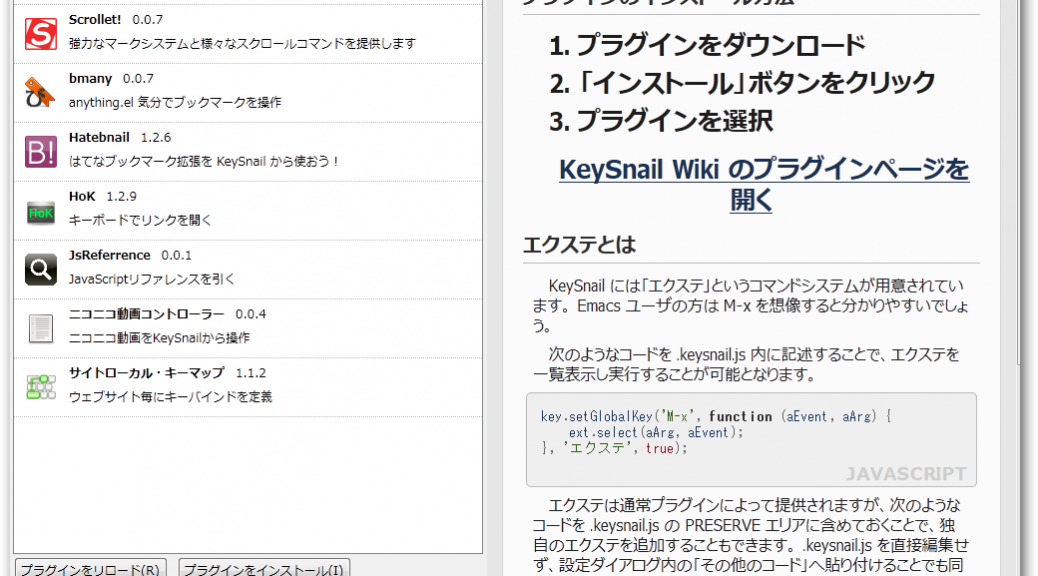 Scrollet! 0.0.7
強力なマークシステムと様々なスクロールコマンドを提供します
bmany 0.0.7
anything.el 気分でブックマークを操作
B!
Hatebnail 1.2.6
はてなブックマーク拡張を KeySnail から使おう！
HoK
HoK 1.2.9
キーボードでリンクを開く
JsReferrence 0.0.1
JavaScriptリファレンスを引く
ニコニコ動画コントローラー 0.0.4
ニコニコ動画をKeySnailから操作
サイトローカル・キーマップ 1.1.2
ウェブサイト毎にキーバインドを定義
プラグインをリロード(R)
プラグインをインストール(I)
プラグインのインストール方法
1. プラグインをダウンロード
2. 「インストール」ボタンをクリック
3. プラグインを選択
KeySnail Wiki のプラグインページを
開く
エクステとは
KeySnail には「エクステ」というコマンドシステムが用意されてい
ます。Emacs ユーザの方は M-x を想像すると分かりやすいでしょ
う。
次のようなコードを .keysnail.js 内に記述することで、エクステを
一覧表示し実行することが可能となります。
key.setGlobalKey('M-x', function (aEvent, aArg) {
ext.select(aArg, aEvent);
}, 'エクステ', true);
JAVASCRIPT
エクステは通常プラグインによって提供されますが、次のような
コードを .keysnail.js の PRESERVE エリアに含めておくことで、独
自のエクステを追加することもできます。.keysnail.js を直接編集せ
ず、設定ダイアログ内の「その他のコード」へ貼り付けることでも同